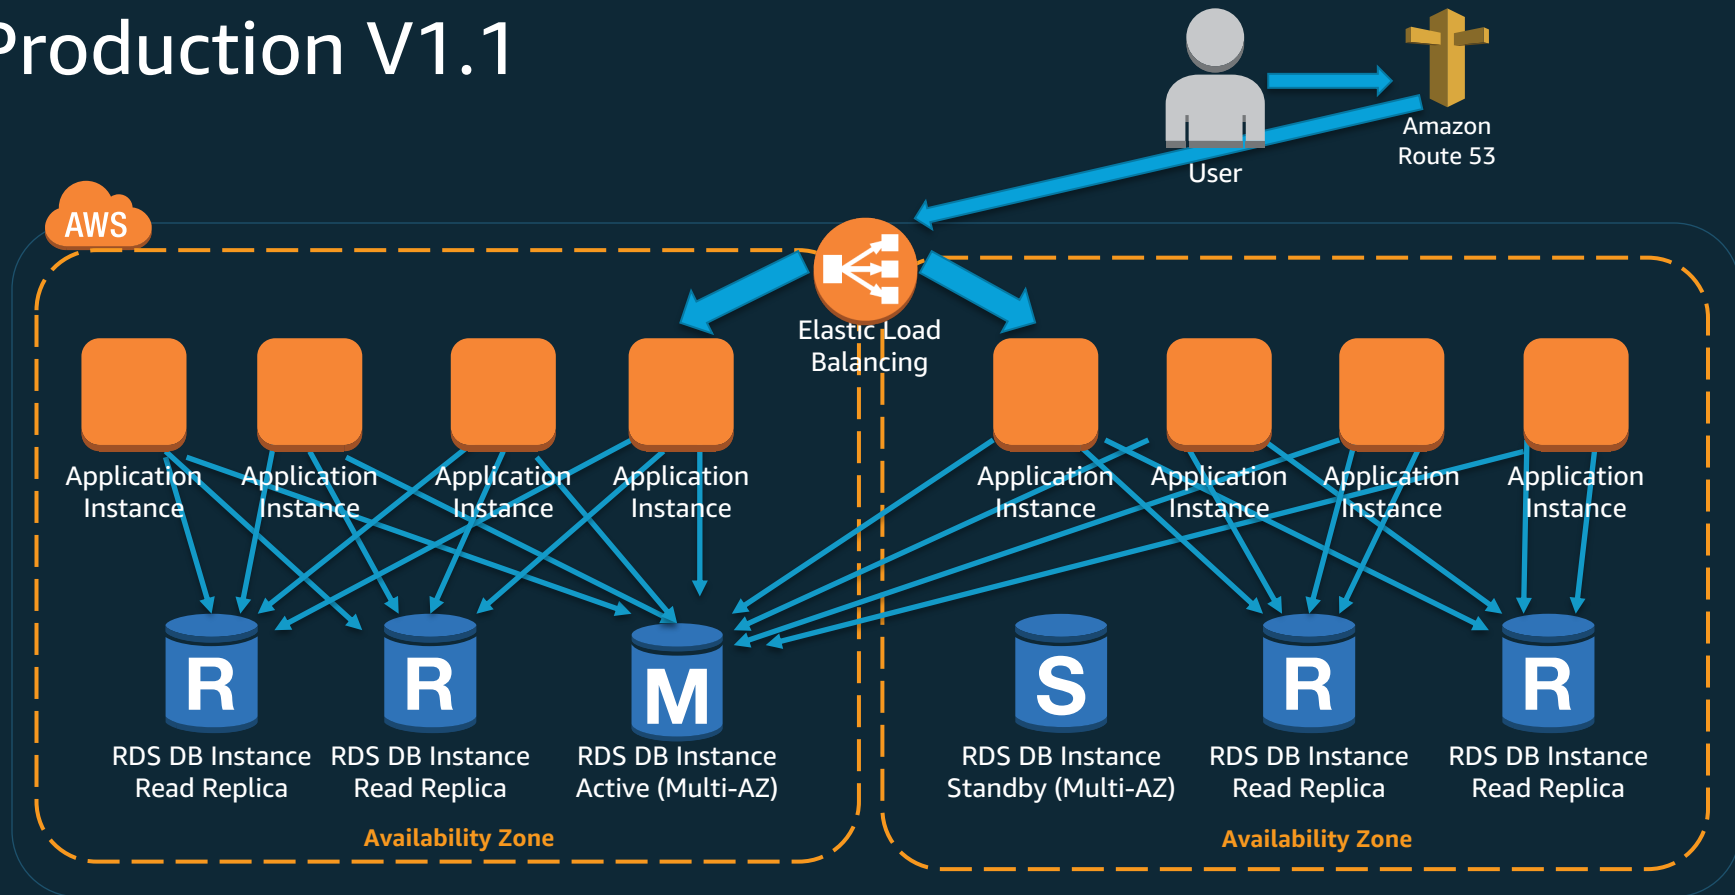 Production V1.1
User
Amazon
Route 53
AWS
Elastic Load
Balancing
Application
Instance
Application
Instance
Application
Instance
Application
Instance
Application
Instance
Application
Instance
Application
Instance
Application
Instance
R
R
M
S
R
R
RDS DB Instance
Read Replica
RDS DB Instance
Read Replica
RDS DB Instance
Active (Multi-AZ)
RDS DB Instance
Standby (Multi-AZ)
RDS DB Instance
Read Replica
RDS DB Instance
Read Replica
Availability Zone
Availability Zone